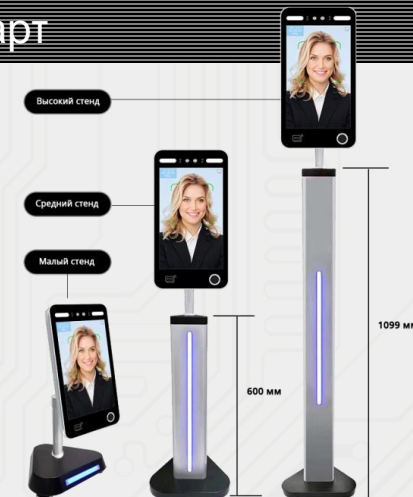 арт
Высокий стенд
Средний стенд
Малый стенд
1099 мм
600 мм